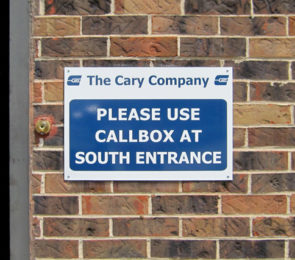 The Cary Company
PLEASE USE
CALLBOX AT
SOUTH ENTRANCE